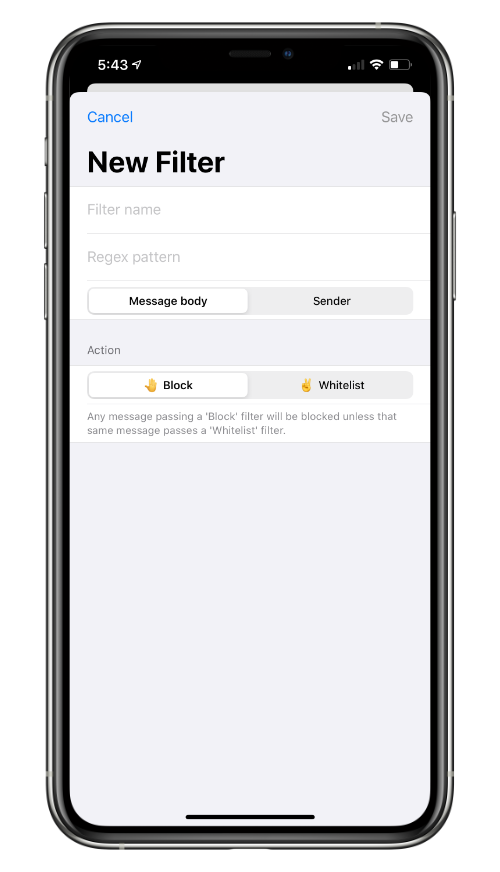 5:43
Cancel Save
New Filter
Filter name
Regex pattern
Message body Sender
Action
🤚 Block ✌️ Whitelist
Any message passing a 'Block' filter will be blocked unless that
same message passes a 'Whitelist' filter.